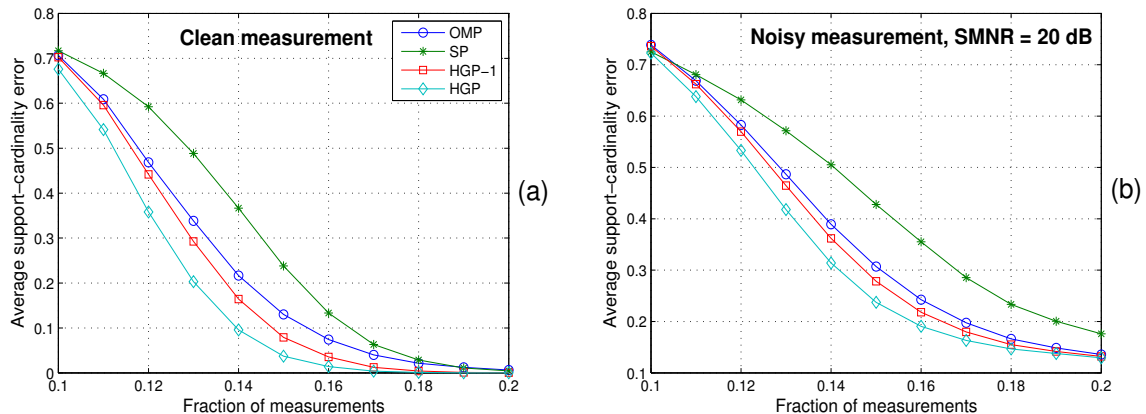 Clean measurement
OMP
SP
HGP−1
HGP
Average support−cardinality error
0.8
0.7
0.6
0.5
0.4
0.3
0.2
0.1
0
0.1
0.12
0.14
0.16
0.18
0.2
Fraction of measurements
(a)
Noisy measurement, SMNR = 20 dB
Average support−cardinality error
0.8
0.7
0.6
0.5
0.4
0.3
0.2
0.1
0.1
0.12
0.14
0.16
0.18
0.2
Fraction of measurements
(b)